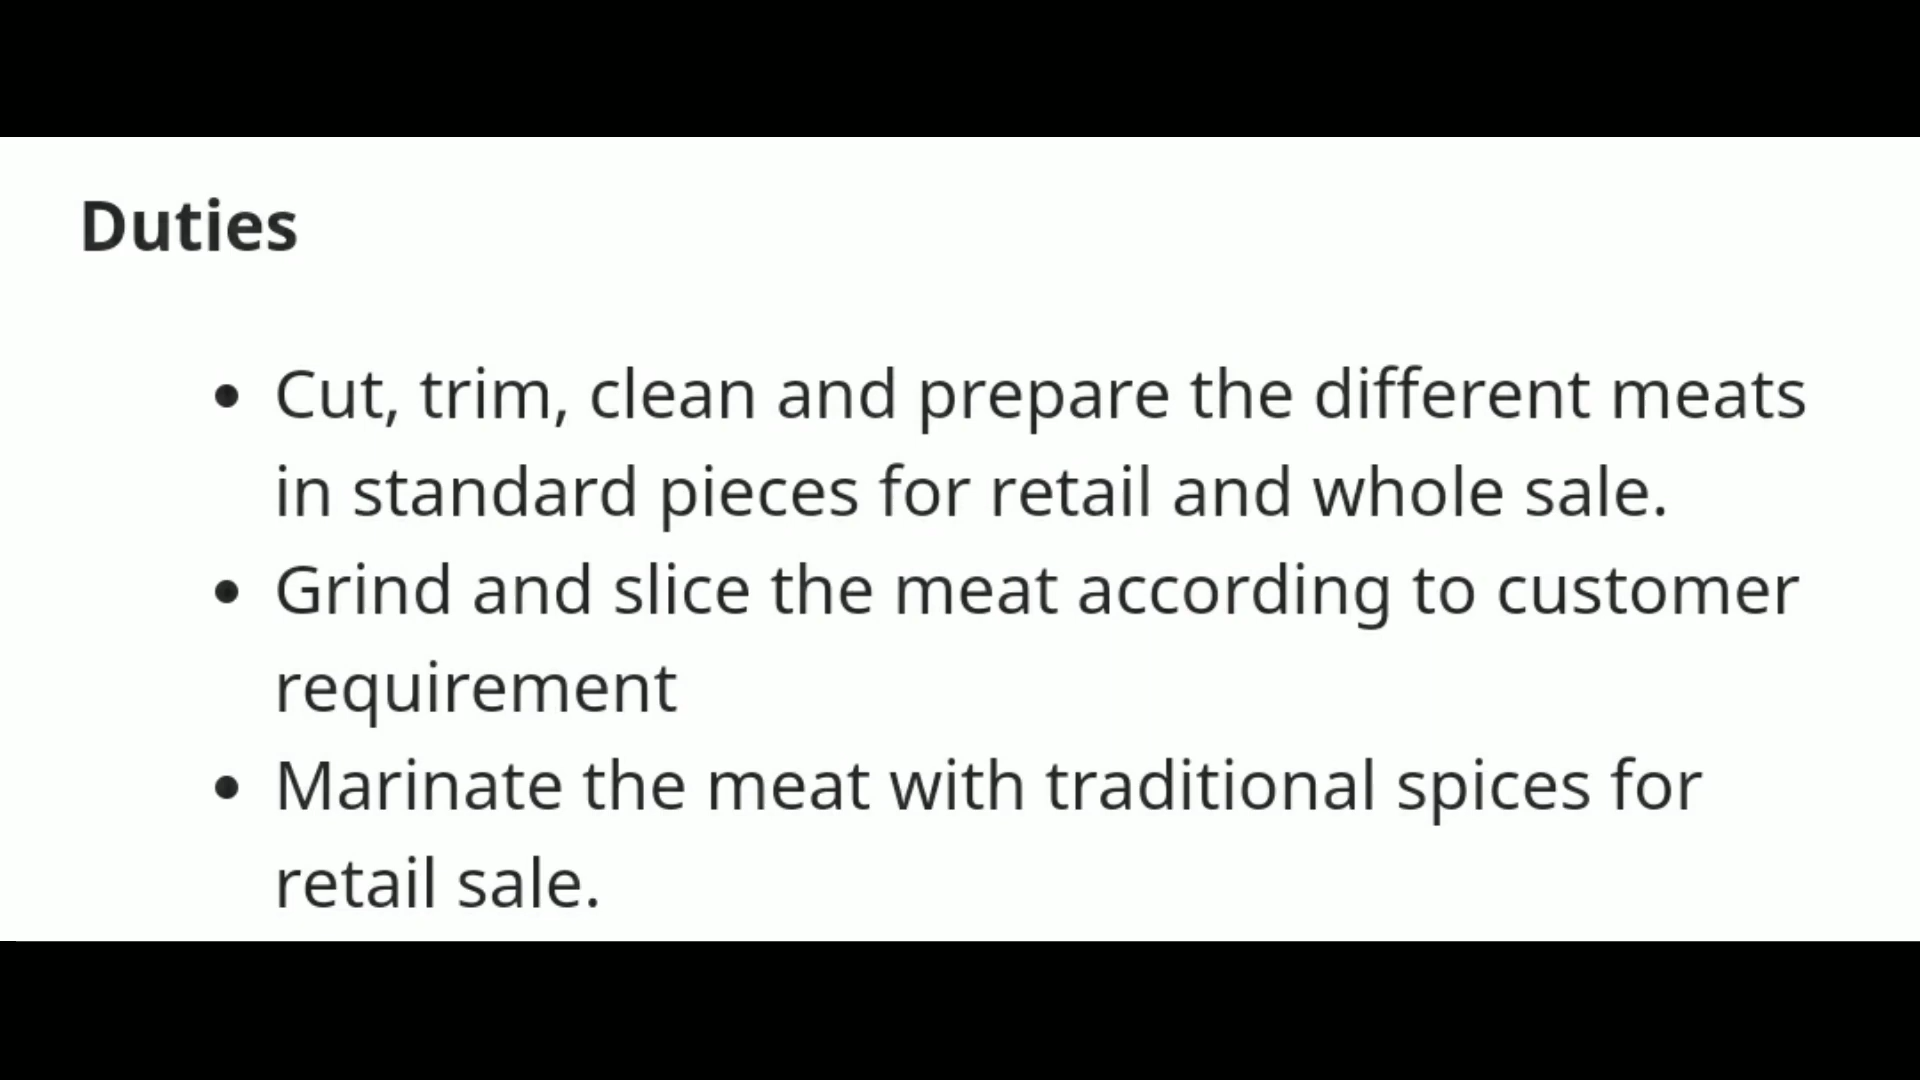 Duties
• Cut, trim, clean and prepare the different meats
in standard pieces for retail and whole sale.
• Grind and slice the meat according to customer
requirement
• Marinate the meat with traditional spices for
retail sale.